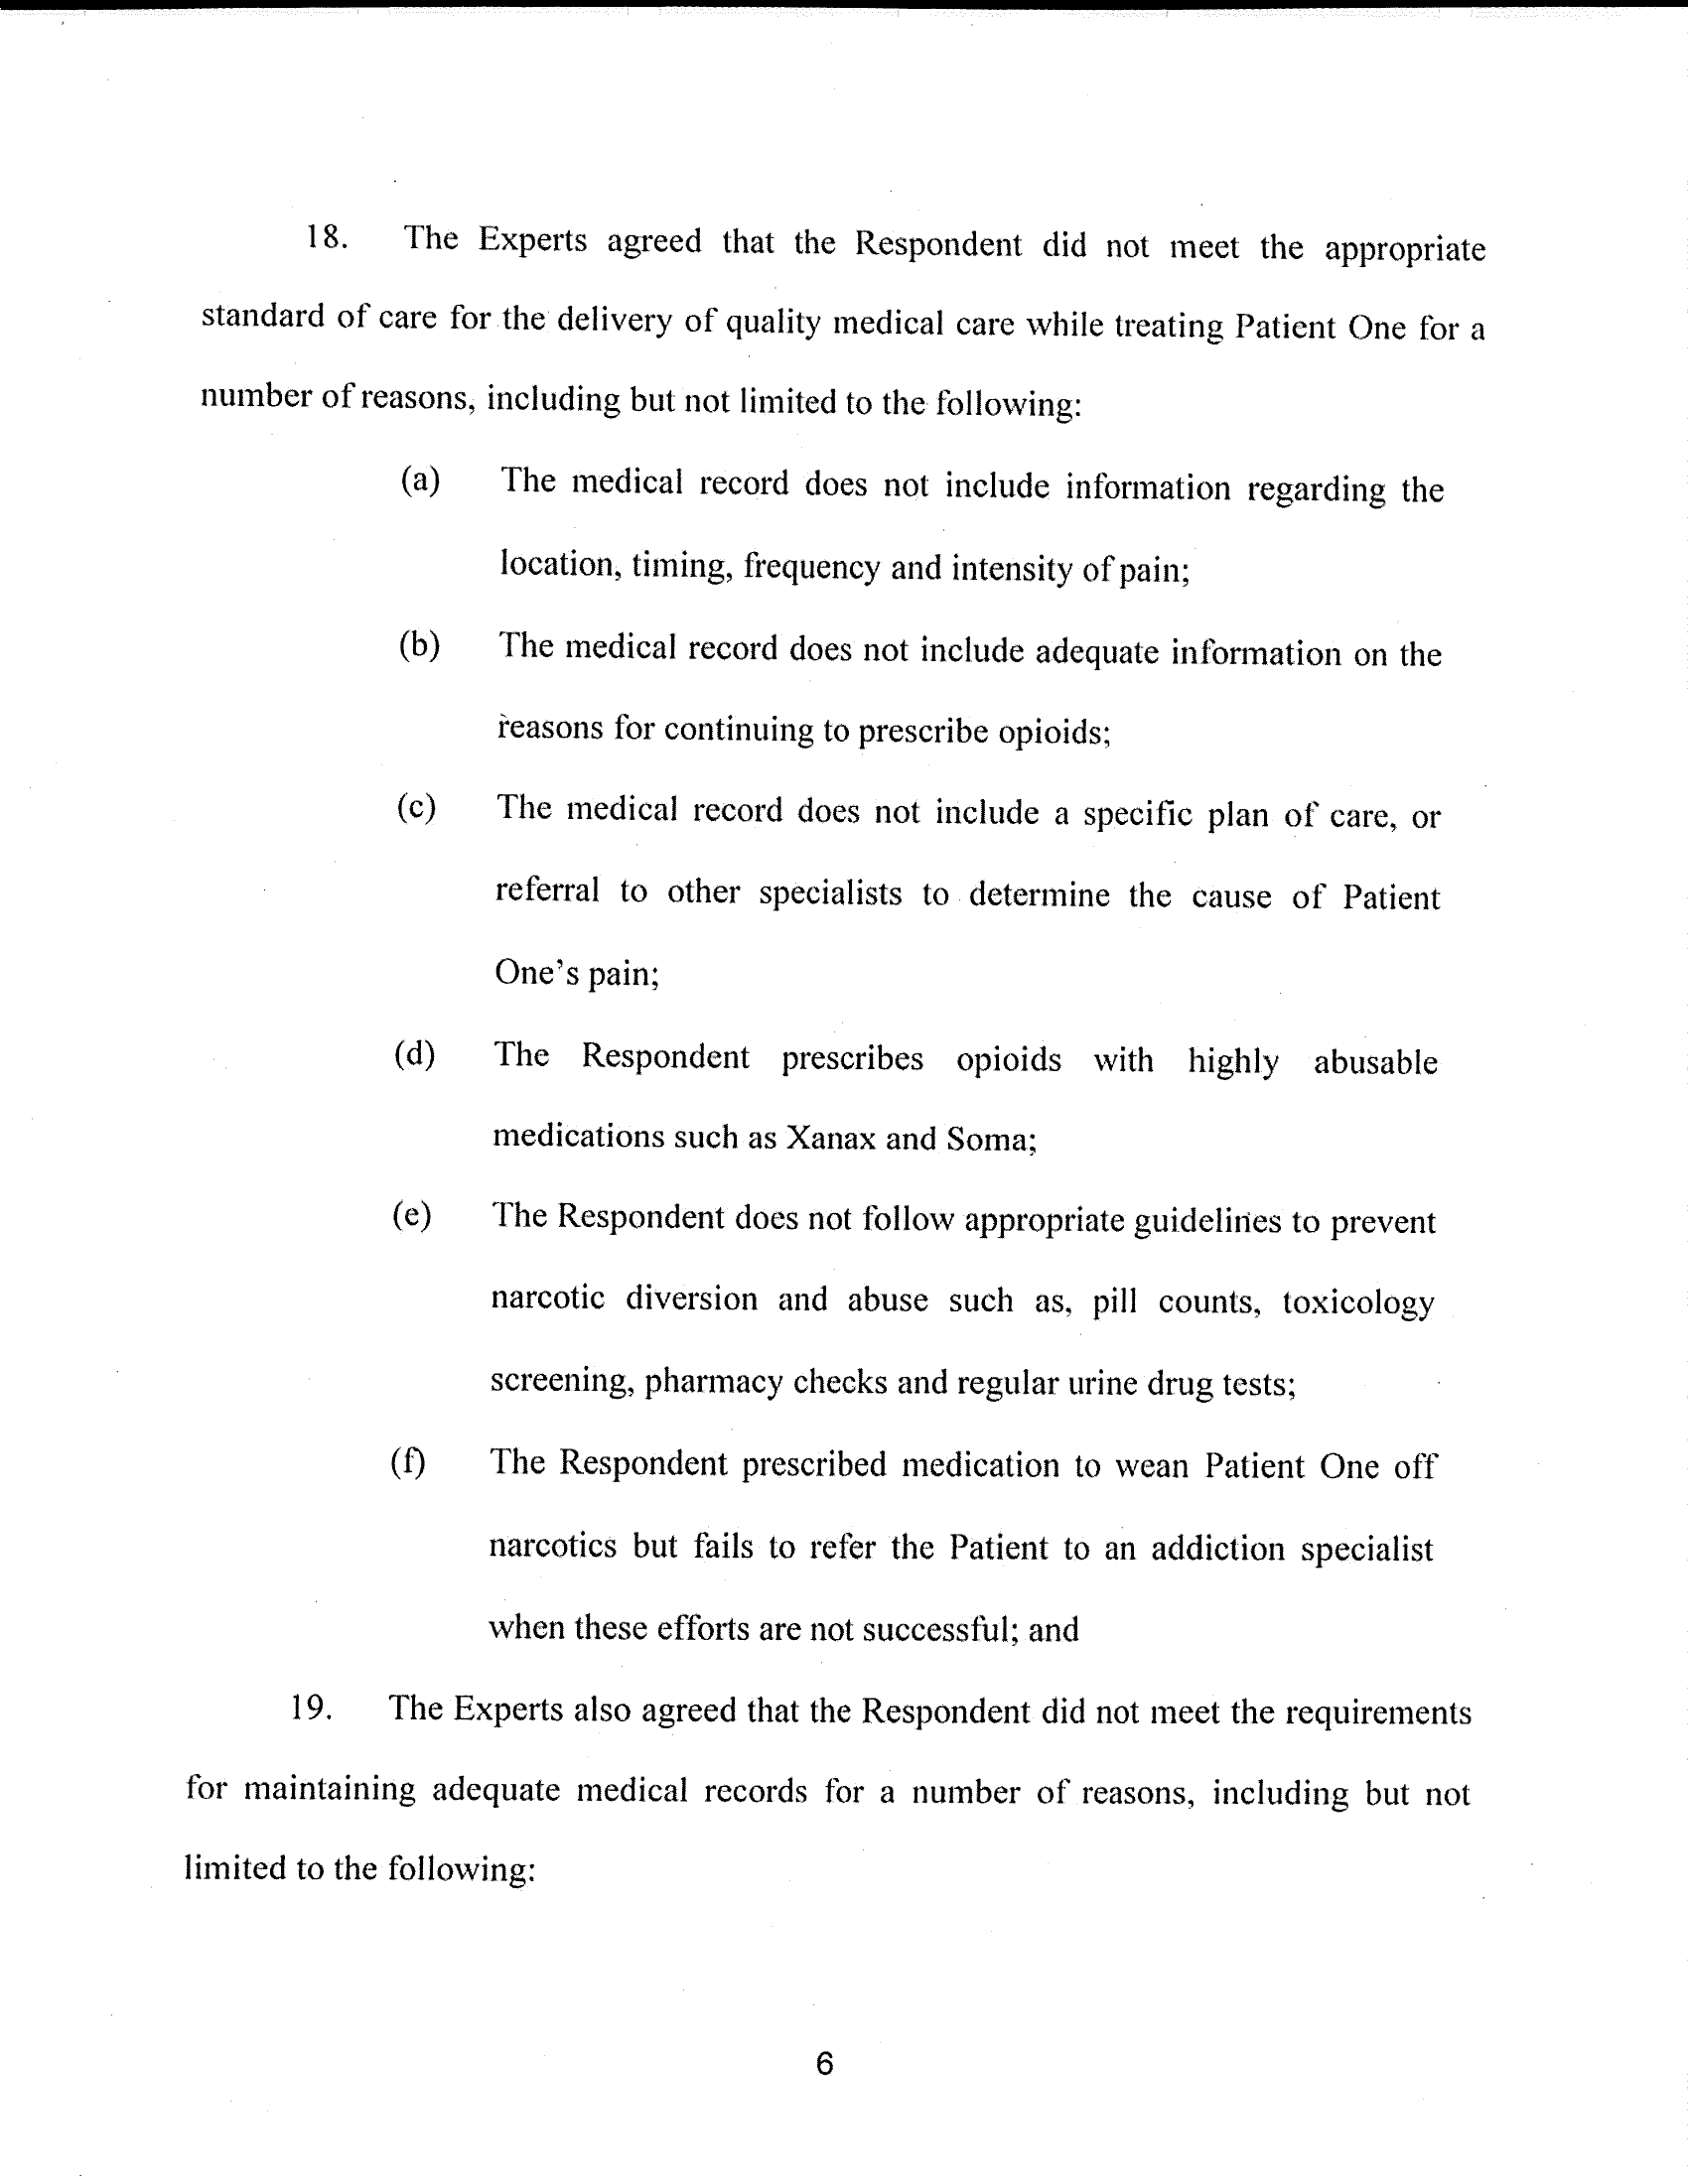 18. The Experts agreed that the Respondent did not meet the appropriate
standard of care for the delivery of quality medical care while treating Patient One for a
number of reasons, including but not limited to the following:
(a) The medical record does not include information regarding the
location, timing, frequency and intensity of pain;
(b) The medical record does not include adequate information on the
reasons for continuing to prescribe opioids;
(c) The medical record does not include a specific plan of care, or
referral to other specialists to determine the cause of Patient
One's pain;
(d) The Respondent prescribes opioids with highly abusable
medications such as Xanax and Soma;
(e) The Respondent does not follow appropriate guidelines to prevent
narcotic diversion and abuse such as, pill counts, toxicology
screening, pharmacy checks and regular urine drug tests;
(f) The Respondent prescribed medication to wean Patient One off
narcotics but fails to refer the Patient to an addiction specialist
when these efforts are not successful; and
19. The Experts also agreed that the Respondent did not meet the requirements
for maintaining adequate medical records for a number of reasons, including but not
limited to the following:
6